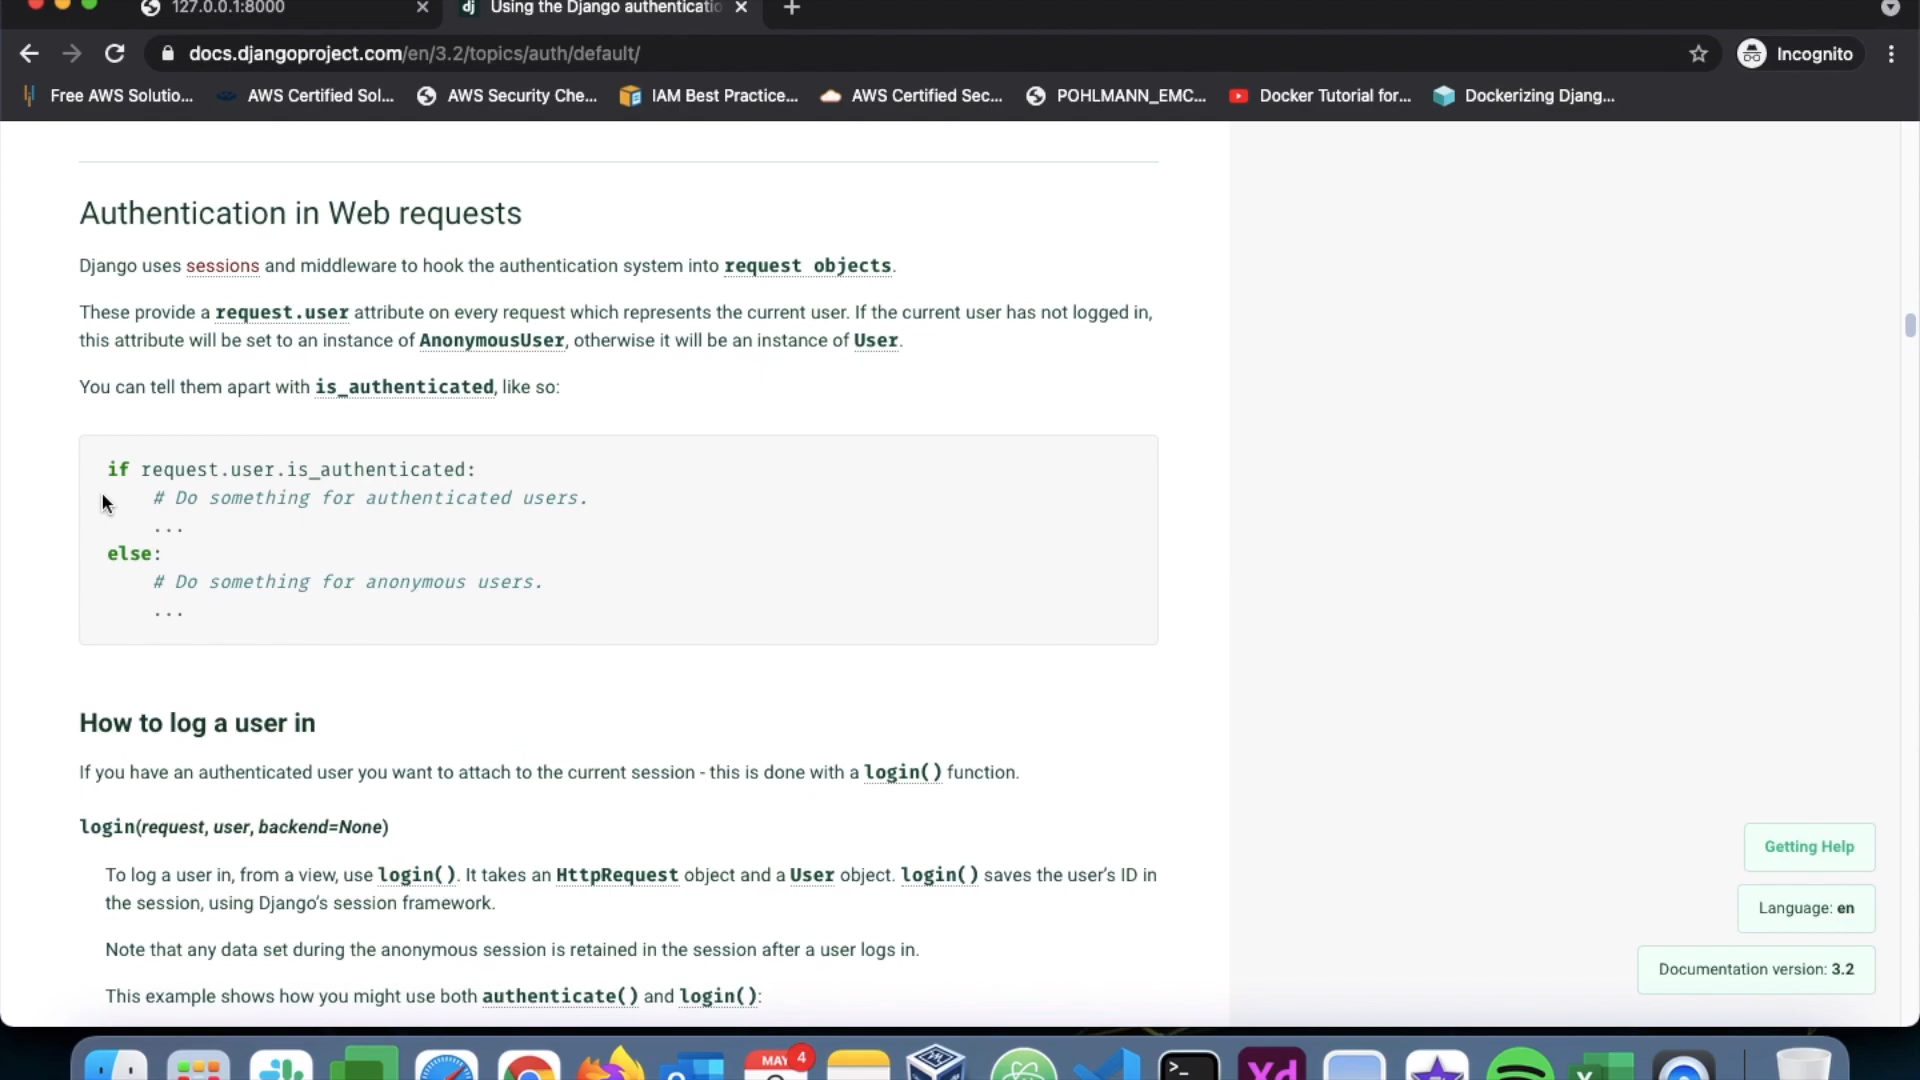 127.0.0.1:8000
dj Using the Django authenticatio
docs.djangoproject.com/en/3.2/topics/auth/default/
Incognito
Free AWS Solutio... AWS Certified Sol... AWS Security Che... IAM Best Practice... AWS Certified Sec... POHLMANN_EMC... Docker Tutorial for... Dockerizing Djang...
Authentication in Web requests
Django uses sessions and middleware to hook the authentication system into request objects.
These provide a request.user attribute on every request which represents the current user. If the current user has not logged in,
this attribute will be set to an instance of AnonymousUser, otherwise it will be an instance of User.
You can tell them apart with is_authenticated, like so:
if request.user.is_authenticated:
    # Do something for authenticated users.
    ...
else:
    # Do something for anonymous users.
    ...
How to log a user in
If you have an authenticated user you want to attach to the current session - this is done with a login() function.
login(request, user, backend=None)
To log a user in, from a view, use login(). It takes an HttpRequest object and a User object. login() saves the user's ID in
the session, using Django's session framework.
Note that any data set during the anonymous session is retained in the session after a user logs in.
This example shows how you might use both authenticate() and login():
Getting Help
Language: en
Documentation version: 3.2
MAY 4
>_
Xd